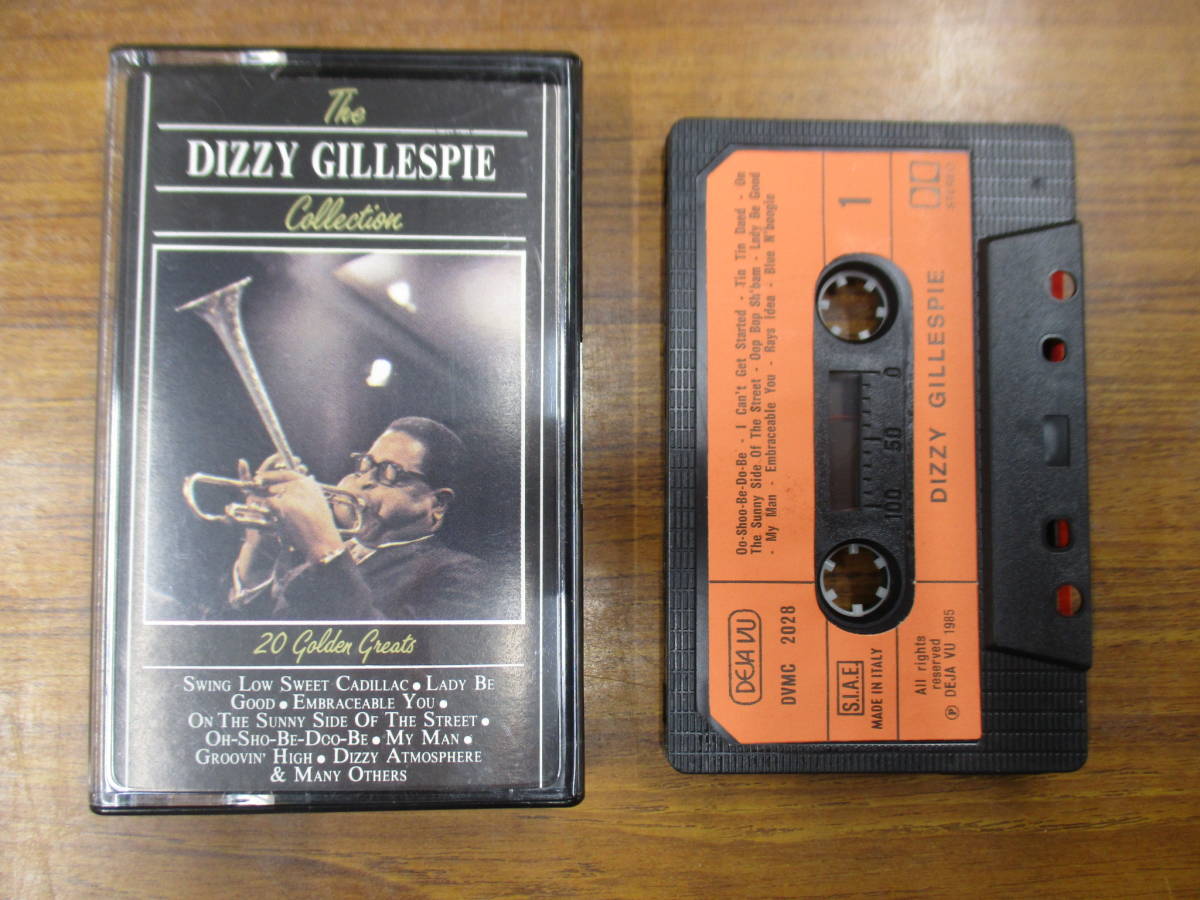 The
DIZZY GILLESPIE
Collection
20 Golden Greats
SWING LOW SWEET CADILLAC • LADY BE
GOOD • EMBRACEABLE YOU •
ON THE SUNNY SIDE OF THE STREET •
OH-SHO-BE-DOO-BE • MY MAN •
GROOVIN' HIGH • DIZZY ATMOSPHERE
& MANY OTHERS
Oo-Shoo-Be-Do-Be - I Can't Get Started - Tin Tin Daed - On
The Sunny Side Of The Street - Oop Bop Sh'bam - Lady Be Good
- My Man - Embraceable You - Rays Idea - Blue N'boogie
1
STEREO
100 50 0
DIZZY GILLESPIE
DEJA VU
DVMC 2028
S.I.A.E.
MADE IN ITALY
All rights
reserved
℗ DEJA VU 1985